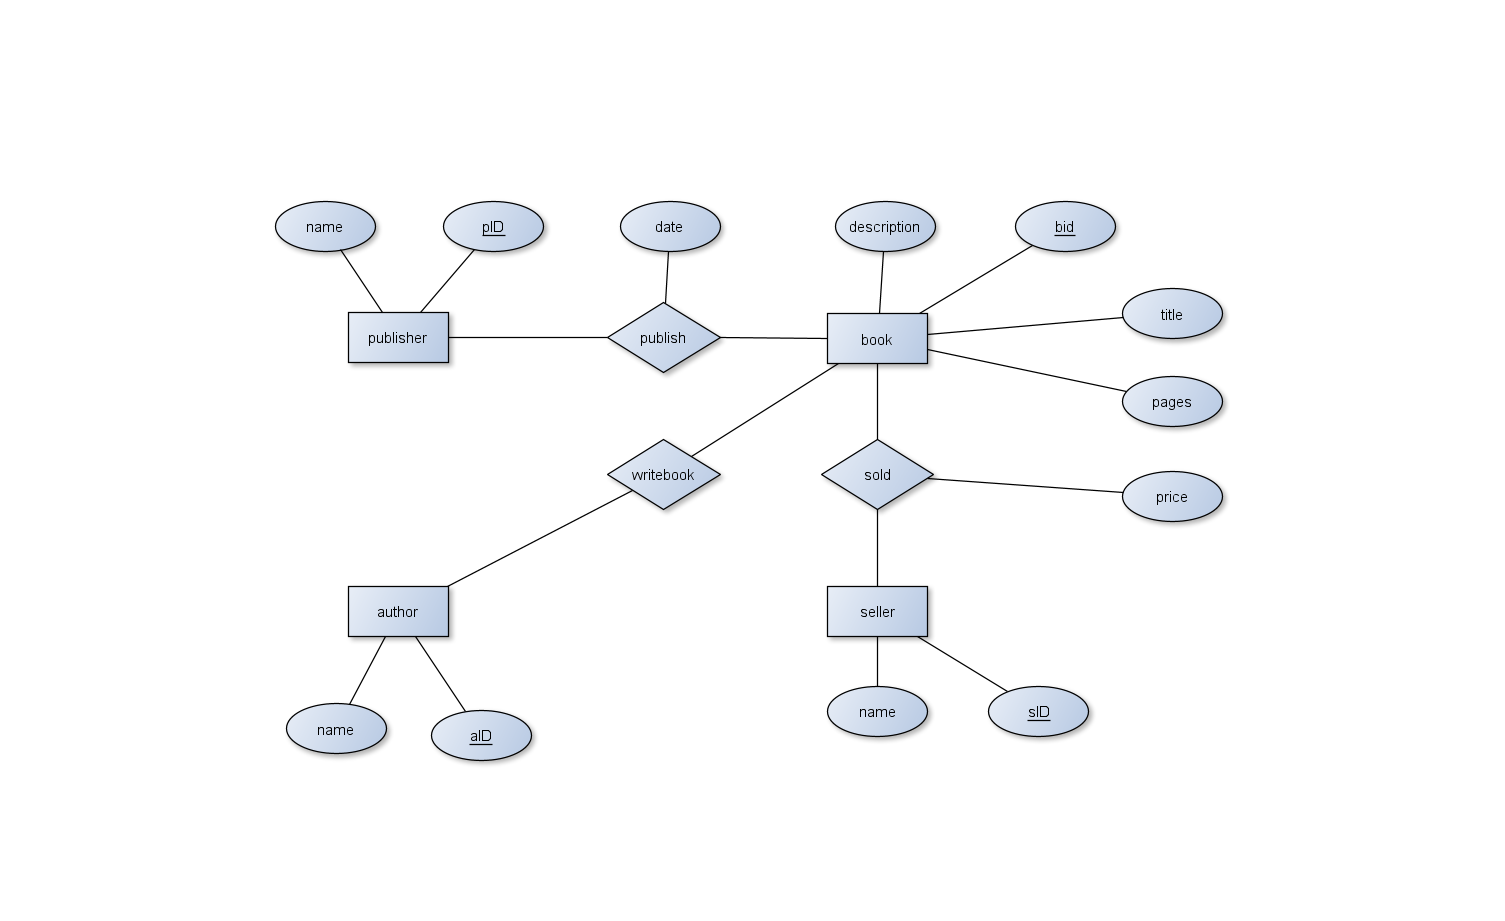 name
pID
date
description
bid
title
publisher
publish
book
pages
writebook
sold
price
author
seller
name
sID
name
aID